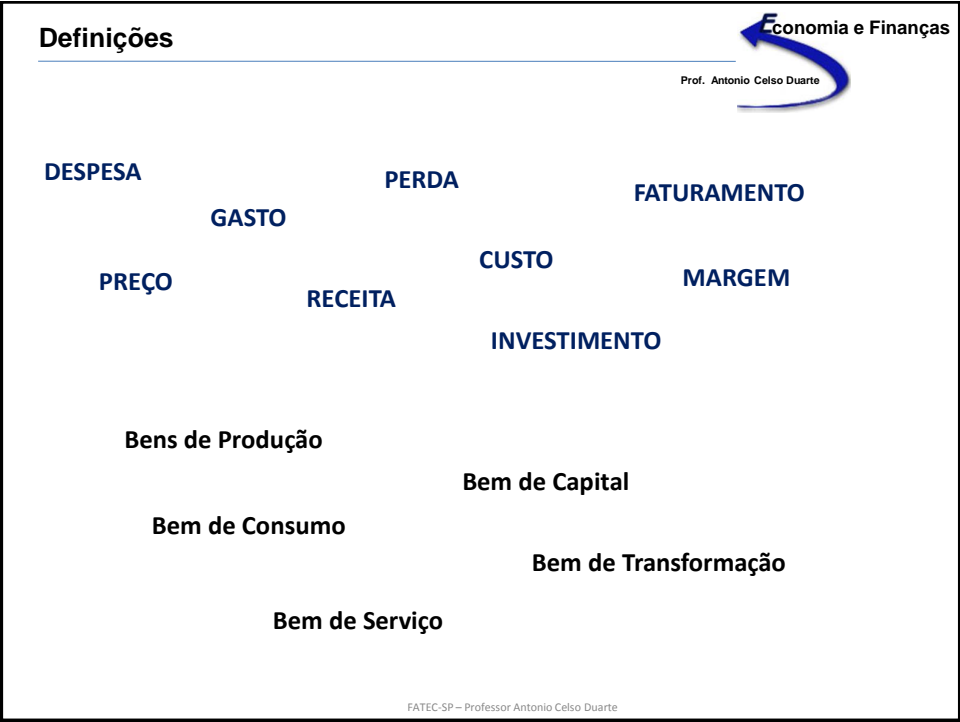 Definições
Economia e Finanças
Prof. Antonio Celso Duarte
DESPESA
PERDA
FATURAMENTO
GASTO
CUSTO
PREÇO
MARGEM
RECEITA
INVESTIMENTO
Bens de Produção
Bem de Capital
Bem de Consumo
Bem de Transformação
Bem de Serviço
FATEC-SP – Professor Antonio Celso Duarte